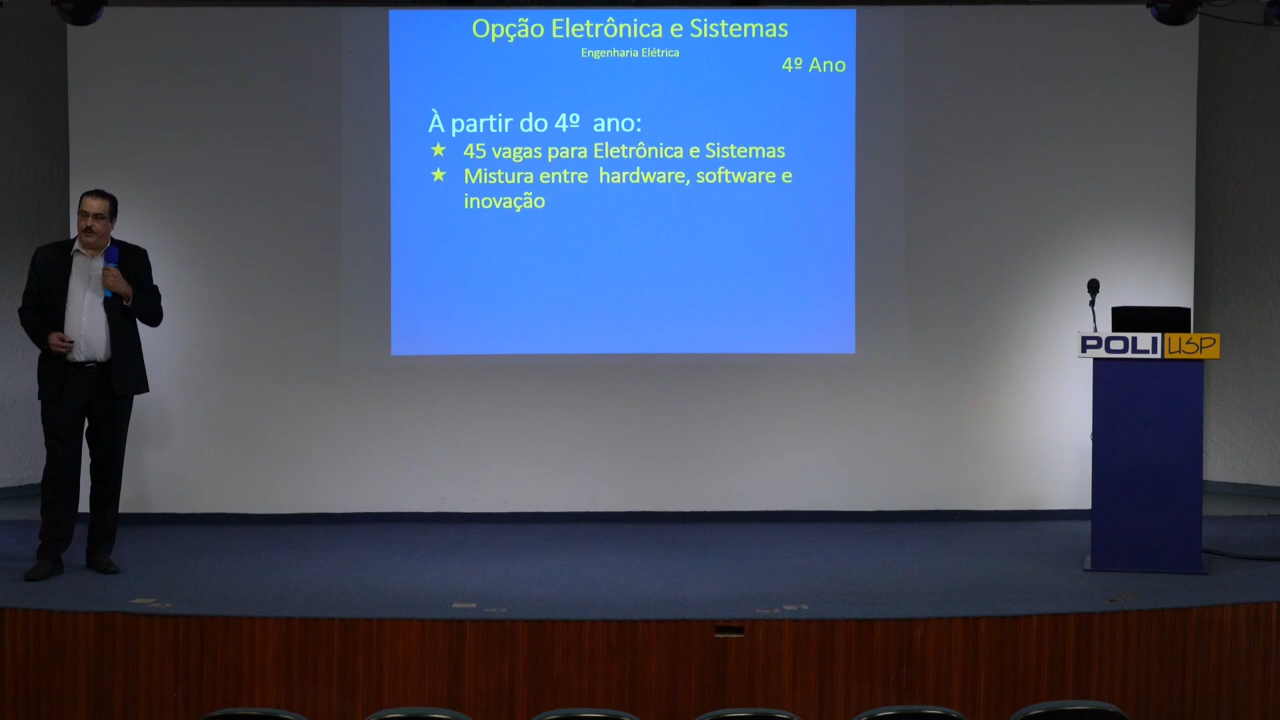 Opção Eletrônica e Sistemas
Engenharia Elétrica
4º Ano
À partir do 4º  ano:
★ 45 vagas para Eletrônica e Sistemas
★ Mistura entre  hardware, software e
inovação
POLI USP